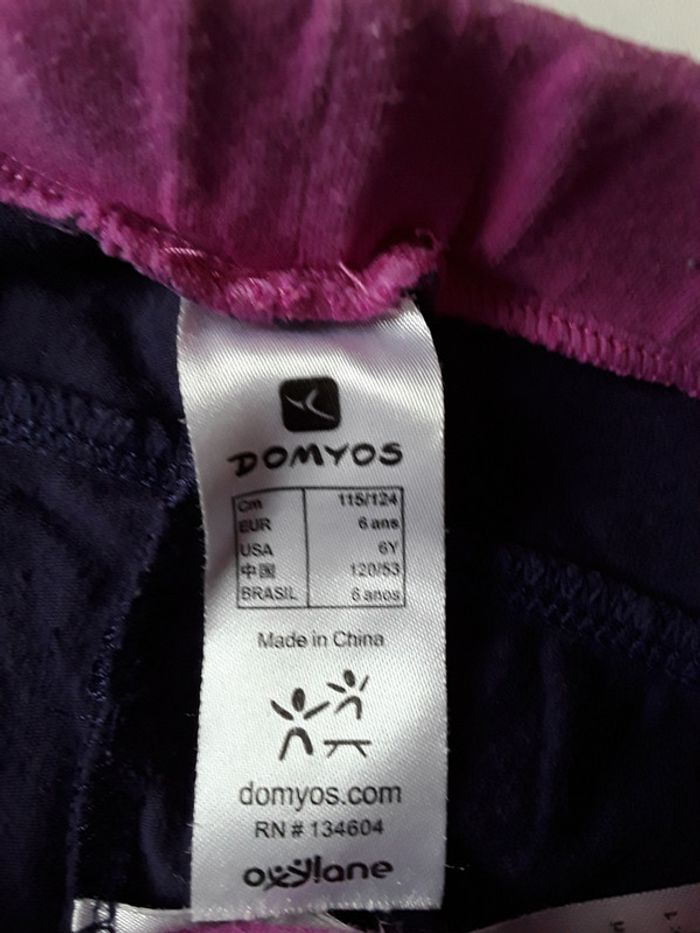 DOMYOS
Cm 115/124
EUR 6 ans
USA 6Y
中国 120/53
BRASIL 6 anos
Made in China
domyos.com
RN # 134604
oxylane